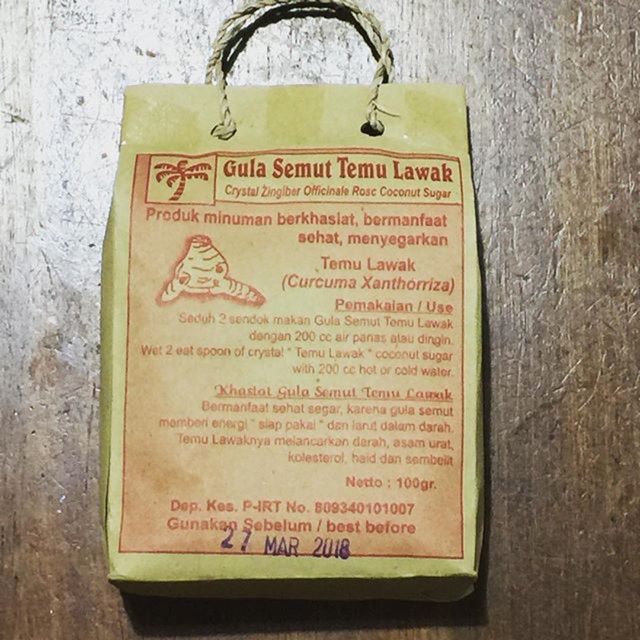 Gula Semut Temu Lawak
Crystal Zingiber Officinale Rosc Coconut Sugar
Produk minuman berkhasiat, bermanfaat
sehat, menyegarkan
Temu Lawak
(Curcuma Xanthorriza)
Pemakaian / Use
Seduh 2 sendok makan Gula Semut Temu Lawak
dengan 200 cc air panas atau dingin.
Wet 2 eat spoon of crystal " Temu Lawak " coconut sugar
with 200 cc hot or cold water.
Khasiat Gula Semut Temu Lawak
Bermanfaat sehat segar, karena gula semut
memberi energi " siap pakai " dan larut dalam darah.
Temu Lawaknya melancarkan darah, asam urat,
kolesterol, haid dan sembelit
Netto : 100gr.
Dep. Kes. P-IRT No. 809340101007
Gunakan Sebelum / best before
27 MAR 2018